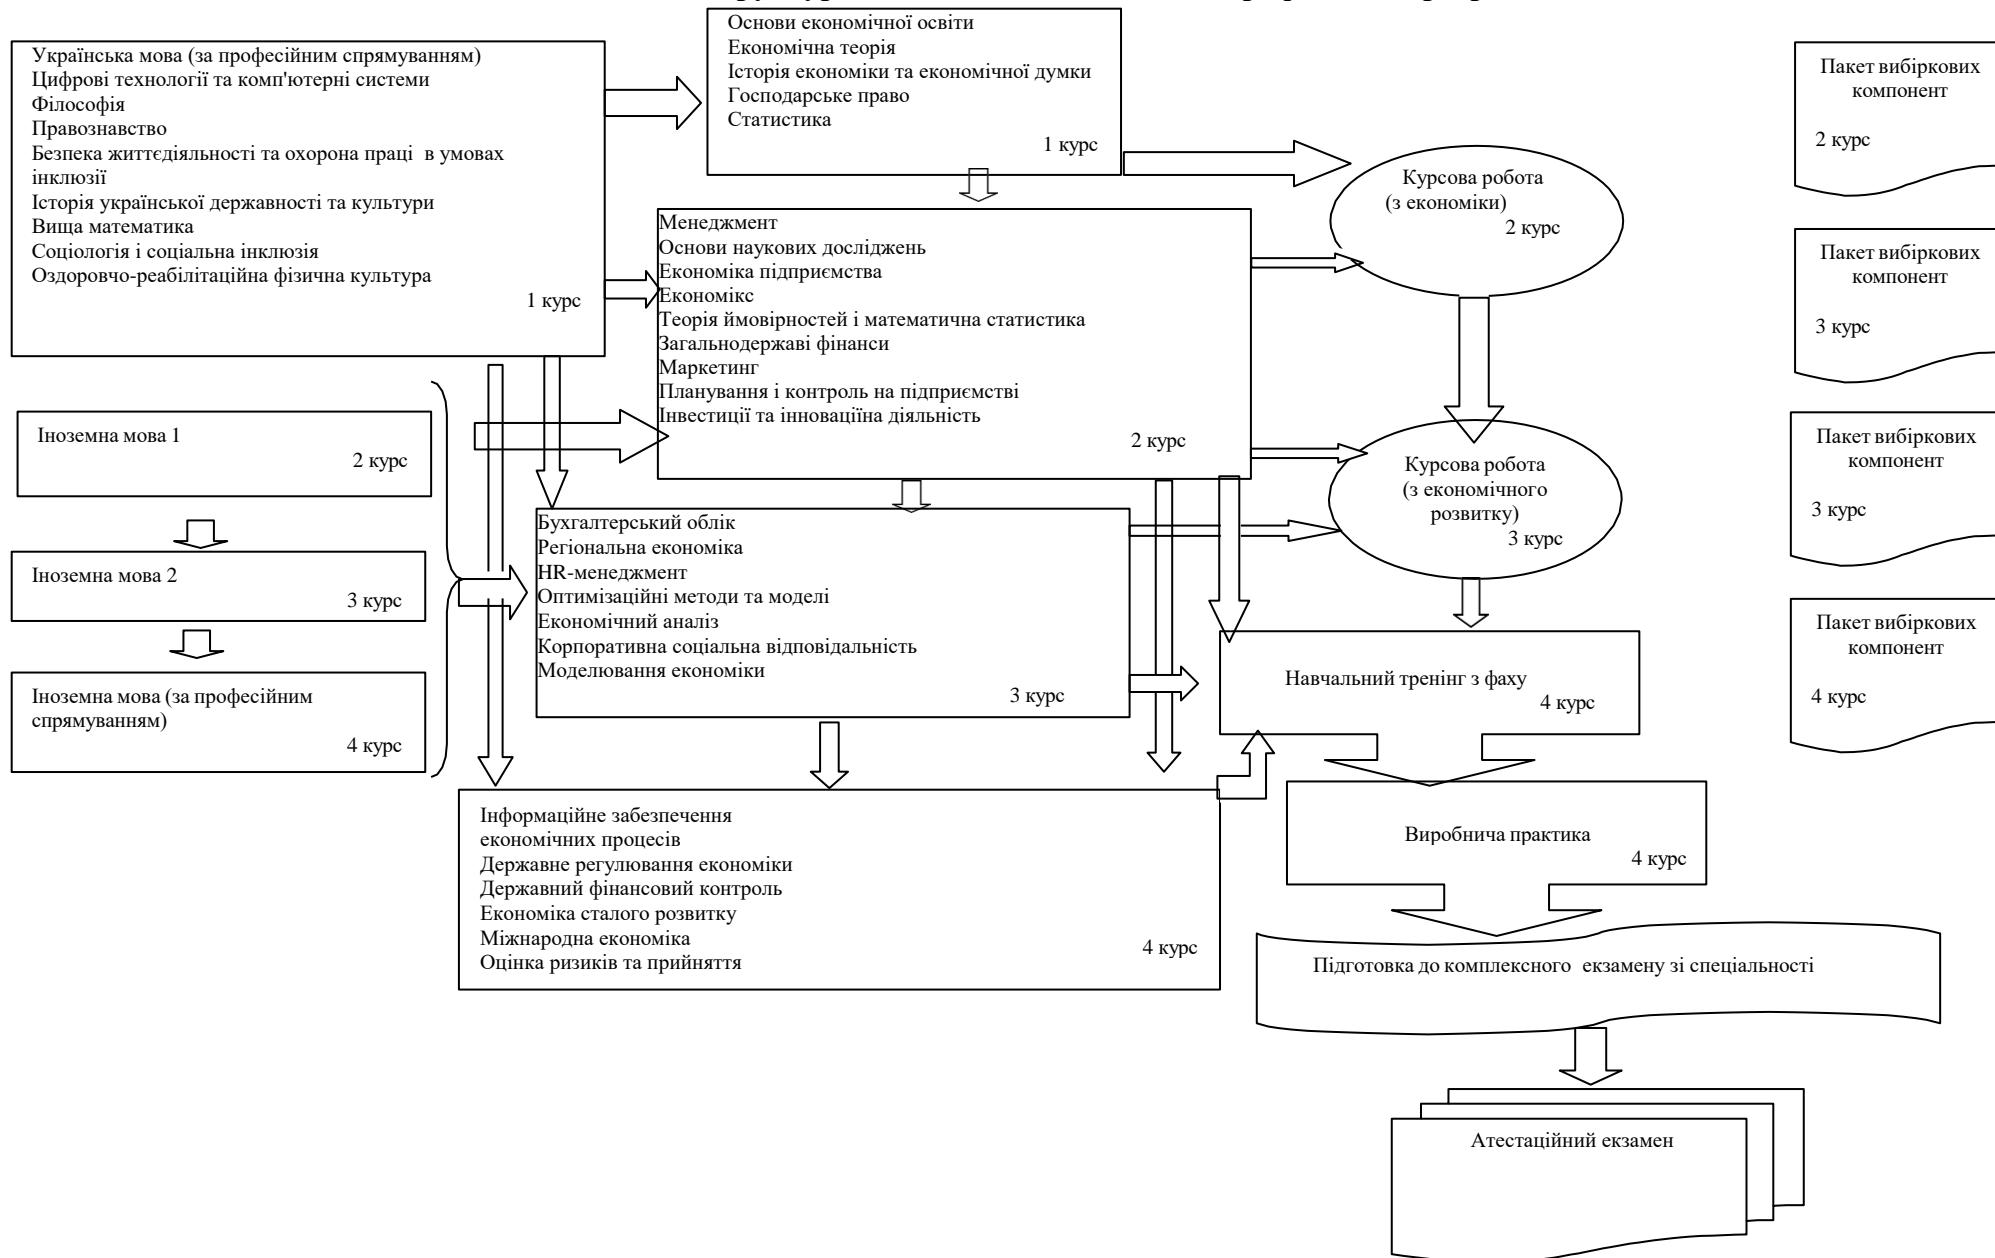 Українська мова (за професійним спрямуванням)
Цифрові технології та комп'ютерні системи
Філософія
Правознавство
Безпека життєдіяльності та охорона праці в умовах
інклюзії
Історія української державності та культури
Вища математика
Соціологія і соціальна інклюзія
Оздоровчо-реабілітаційна фізична культура
1 курс
Основи економічної освіти
Економічна теорія
Історія економіки та економічної думки
Господарське право
Статистика
1 курс
Менеджмент
Основи наукових досліджень
Економіка підприємства
Економікс
Теорія ймовірностей і математична статистика
Загальнодержаві фінанси
Маркетинг
Планування і контроль на підприємстві
Інвестиції та інноваціїна діяльність
2 курс
Курсова робота
(з економіки)
2 курс
Курсова робота
(з економічного
розвитку)
3 курс
Іноземна мова 1
2 курс
Іноземна мова 2
3 курс
Іноземна мова (за професійним
спрямуванням)
4 курс
Бухгалтерський облік
Регіональна економіка
HR-менеджмент
Оптимізаційні методи та моделі
Економічний аналіз
Корпоративна соціальна відповідальність
Моделювання економіки
3 курс
Інформаційне забезпечення
економічних процесів
Державне регулювання економіки
Державний фінансовий контроль
Економіка сталого розвитку
Міжнародна економіка
Оцінка ризиків та прийняття
4 курс
Навчальний тренінг з фаху
4 курс
Виробнича практика
4 курс
Підготовка до комплексного екзамену зі спеціальності
Атестаційний екзамен
Пакет вибіркових
компонент
2 курс
Пакет вибіркових
компонент
3 курс
Пакет вибіркових
компонент
3 курс
Пакет вибіркових
компонент
4 курс